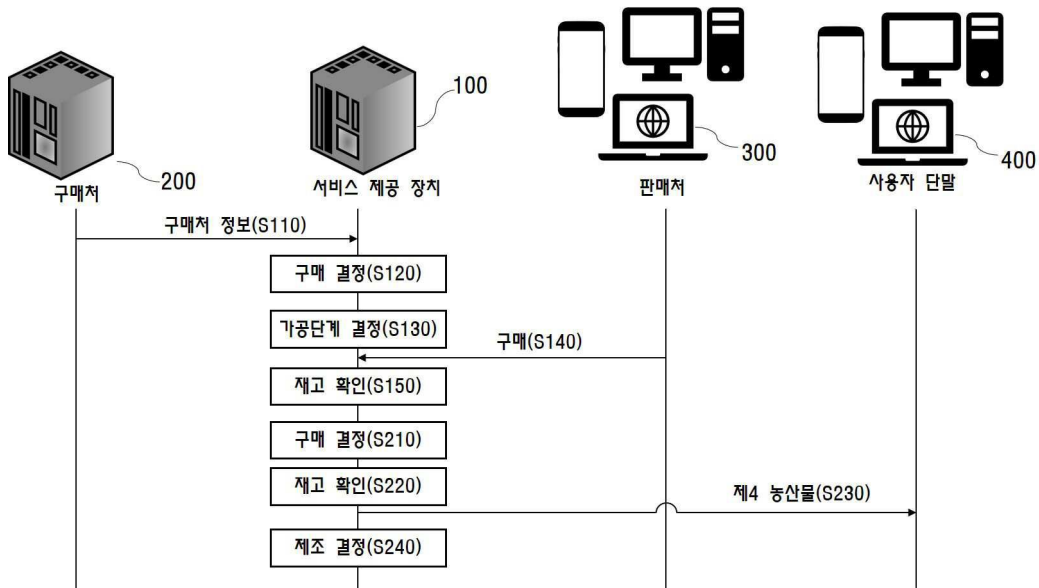 100
200
300
400
구매처
서비스 제공 장치
판매처
사용자 단말
구매처 정보(S110)
구매 결정(S120)
가공단계 결정(S130)
구매(S140)
재고 확인(S150)
구매 결정(S210)
재고 확인(S220)
제4 농산물(S230)
제조 결정(S240)